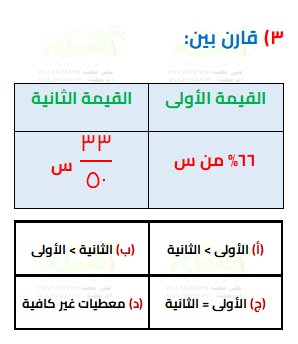 ٣) قارن بين:
القيمة الأولى القيمة الثانية
٦٦% من س ٣٣/٥٠ س
(أ) الأولى > الثانية (ب) الثانية > الأولى
(ج) الأولى = الثانية (د) معطيات غير كافية